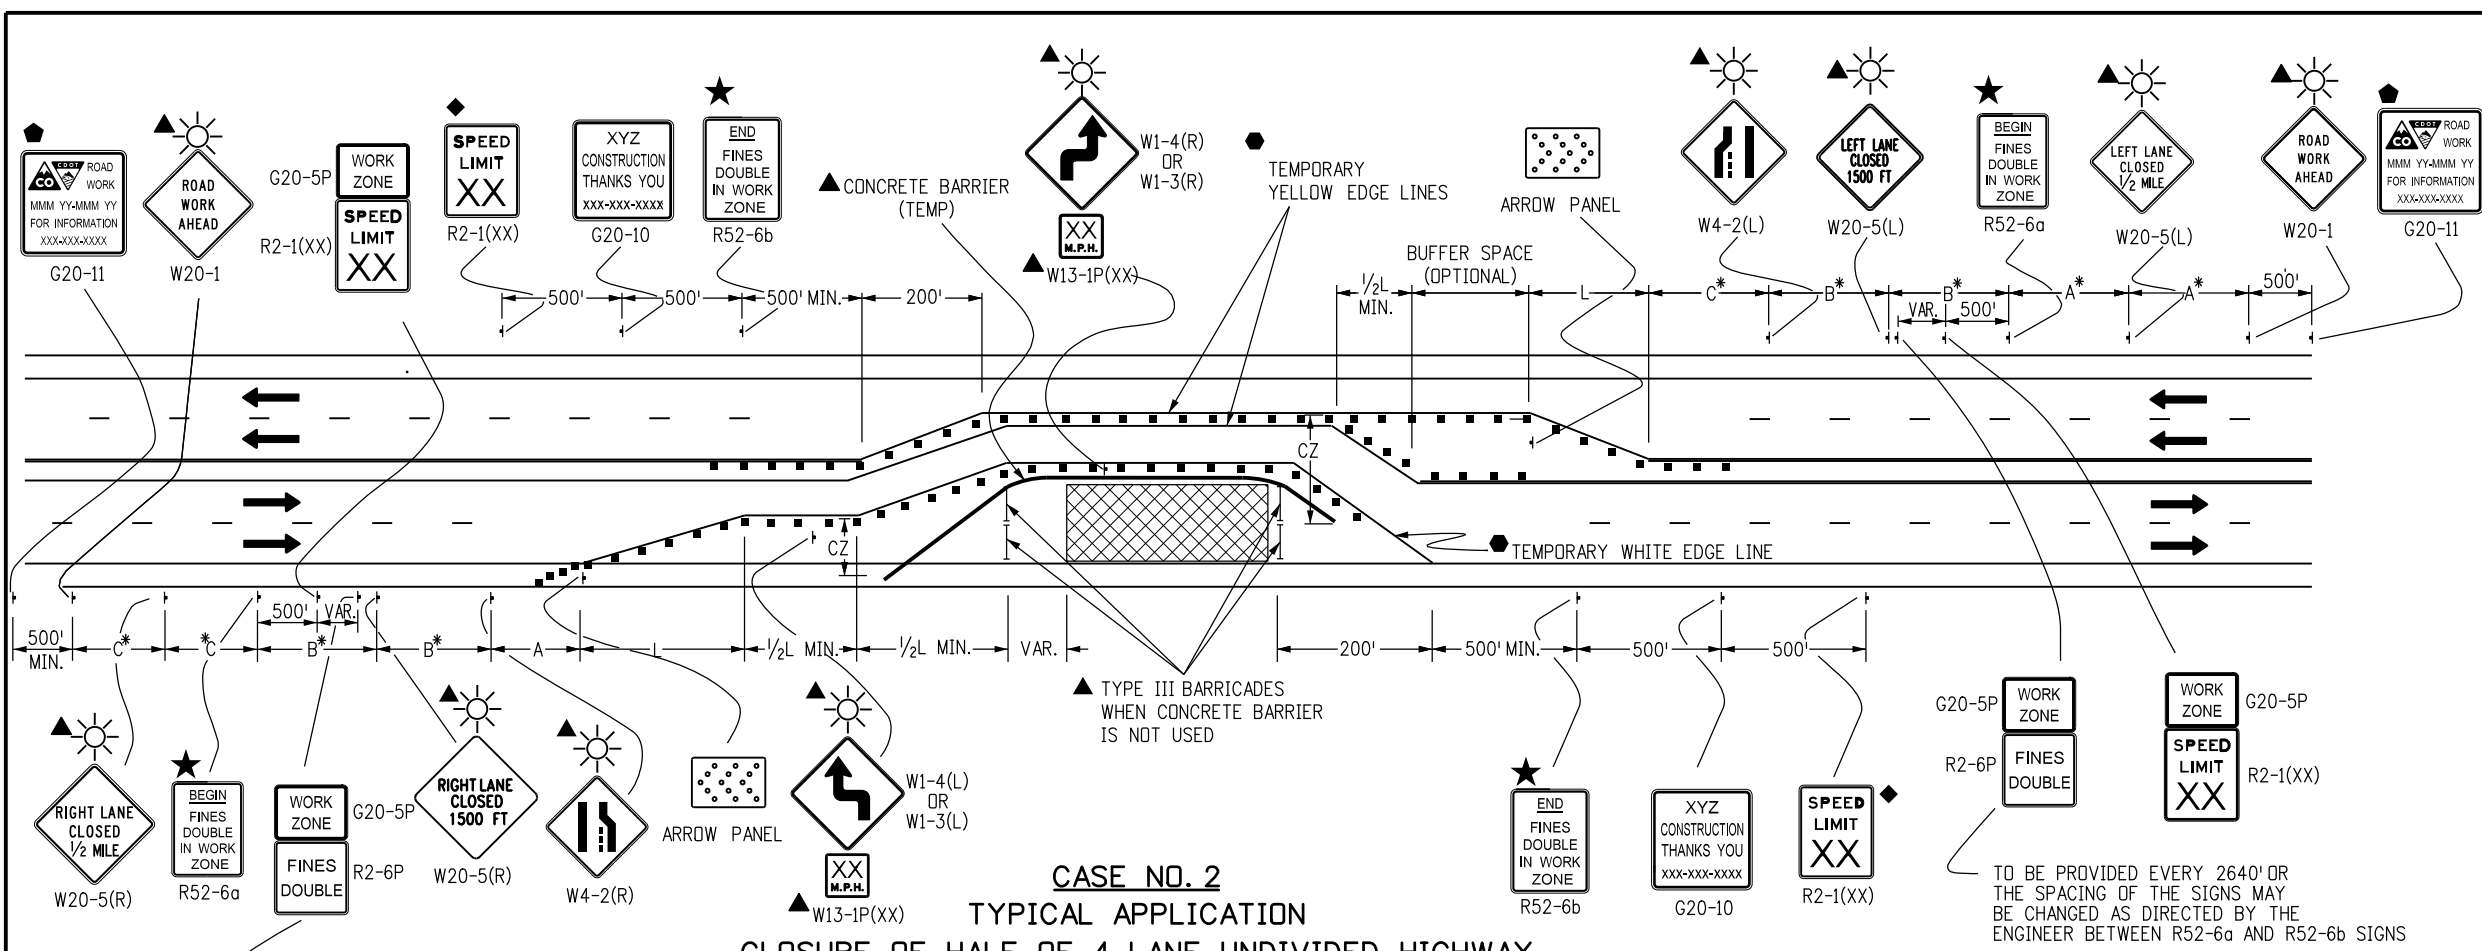 CDOT
ROAD
WORK
CO
MMM YY-MMM YY
FOR INFORMATION
XXX-XXX-XXXX
G20-11
ROAD
WORK
AHEAD
W20-1
G20-5P
WORK
ZONE
R2-1(XX)
SPEED
LIMIT
XX
SPEED
LIMIT
XX
R2-1(XX)
XYZ
CONSTRUCTION
THANKS YOU
XXX-XXX-XXXX
G20-10
END
FINES
DOUBLE
IN WORK
ZONE
R52-6b
CONCRETE BARRIER
(TEMP)
W1-4(R)
OR
W1-3(R)
XX
M.P.H.
W13-1P(XX)
TEMPORARY
YELLOW EDGE LINES
ARROW PANEL
BUFFER SPACE
(OPTIONAL)
W4-2(L)
LEFT LANE
CLOSED
1500 FT
W20-5(L)
BEGIN
FINES
DOUBLE
IN WORK
ZONE
R52-6a
LEFT LANE
CLOSED
1/2 MILE
W20-5(L)
ROAD
WORK
AHEAD
W20-1
CDOT
ROAD
WORK
CO
MMM YY-MMM YY
FOR INFORMATION
XXX-XXX-XXXX
G20-11
500'
500'
500' MIN.
200'
1/2L
MIN.
L
C*
B*
B*
A*
A*
500'
VAR.
500'
CZ
CZ
TEMPORARY WHITE EDGE LINE
500'
MIN.
C*
*C
500'
VAR.
B*
B*
A
L
1/2L MIN.
1/2L MIN.
VAR.
200'
500' MIN.
500'
500'
TYPE III BARRICADES
WHEN CONCRETE BARRIER
IS NOT USED
RIGHT LANE
CLOSED
1/2 MILE
W20-5(R)
BEGIN
FINES
DOUBLE
IN WORK
ZONE
R52-6a
WORK
ZONE
G20-5P
FINES
DOUBLE
R2-6P
RIGHT LANE
CLOSED
1500 FT
W20-5(R)
W4-2(R)
ARROW PANEL
W1-4(L)
OR
W1-3(L)
XX
M.P.H.
W13-1P(XX)
END
FINES
DOUBLE
IN WORK
ZONE
R52-6b
XYZ
CONSTRUCTION
THANKS YOU
XXX-XXX-XXXX
G20-10
SPEED
LIMIT
XX
R2-1(XX)
G20-5P
WORK
ZONE
R2-6P
FINES
DOUBLE
WORK
ZONE
G20-5P
SPEED
LIMIT
XX
R2-1(XX)
TO BE PROVIDED EVERY 2640' OR
THE SPACING OF THE SIGNS MAY
BE CHANGED AS DIRECTED BY THE
ENGINEER BETWEEN R52-6a AND R52-6b SIGNS
CASE NO. 2
TYPICAL APPLICATION
CLOSURE OF HALF OF 4 LANE UNDIVIDED HIGHWAY